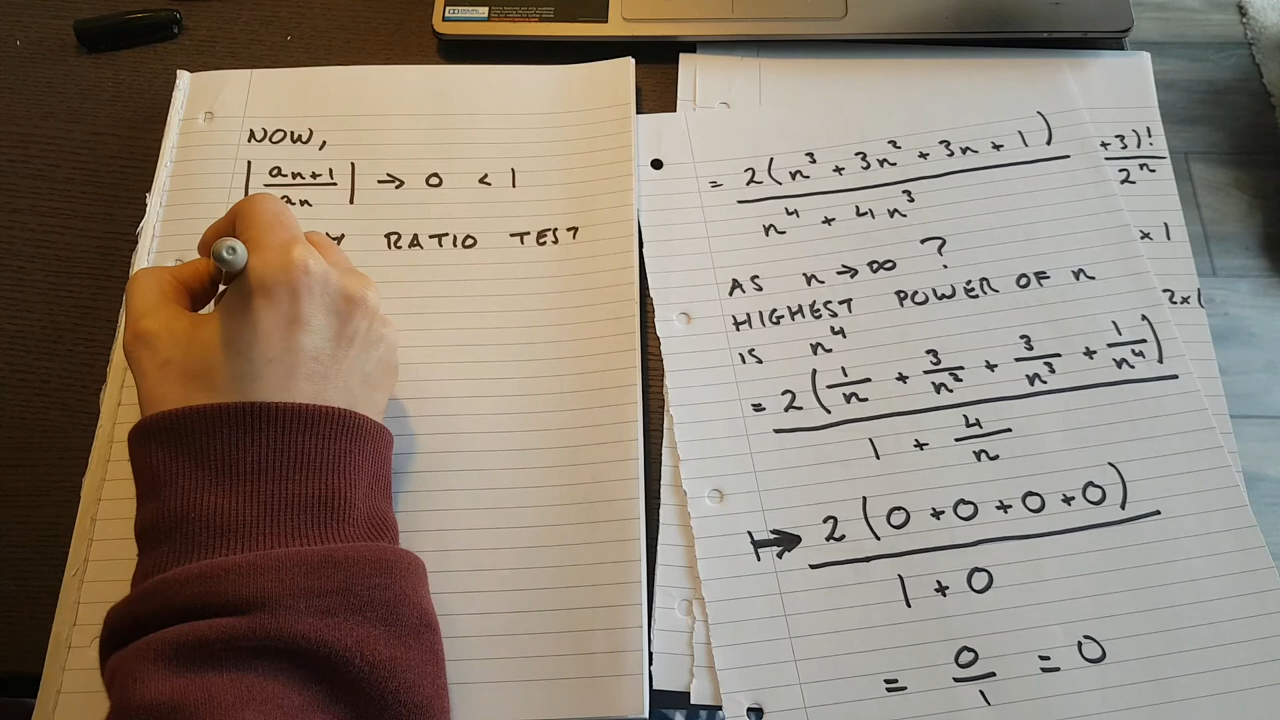 NOW,
| an+1 / an | → 0 < 1
RATIO TEST
= 2(n³ + 3n² + 3n + 1) / n⁴ + 4n³
AS n → ∞ ?
HIGHEST POWER OF n
IS n⁴
= 2(1/n + 3/n² + 3/n³ + 1/n⁴) / 1 + 4/n
↦ 2(0 + 0 + 0 + 0) / 1 + 0
= 0/1 = 0
+3)! / 2ⁿ
x 1
2x1